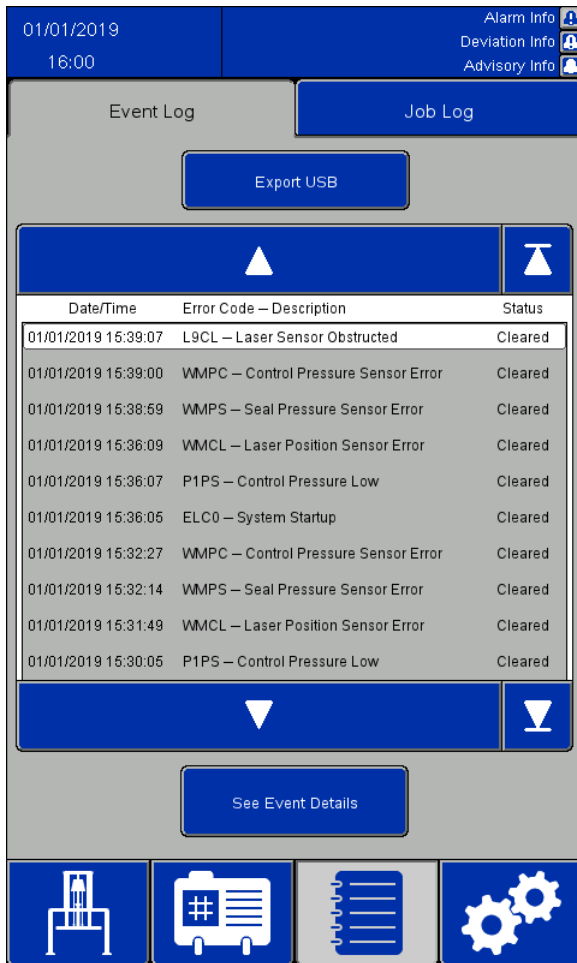 01/01/2019
16:00
Alarm Info
Deviation Info
Advisory Info
Event Log
Job Log
Export USB
Date/Time Error Code – Description Status
01/01/2019 15:39:07 L9CL – Laser Sensor Obstructed Cleared
01/01/2019 15:39:00 WMPC – Control Pressure Sensor Error Cleared
01/01/2019 15:38:59 WMPS – Seal Pressure Sensor Error Cleared
01/01/2019 15:36:09 WMCL – Laser Position Sensor Error Cleared
01/01/2019 15:36:07 P1PS – Control Pressure Low Cleared
01/01/2019 15:36:05 ELC0 – System Startup Cleared
01/01/2019 15:32:27 WMPC – Control Pressure Sensor Error Cleared
01/01/2019 15:32:14 WMPS – Seal Pressure Sensor Error Cleared
01/01/2019 15:31:49 WMCL – Laser Position Sensor Error Cleared
01/01/2019 15:30:05 P1PS – Control Pressure Low Cleared
See Event Details